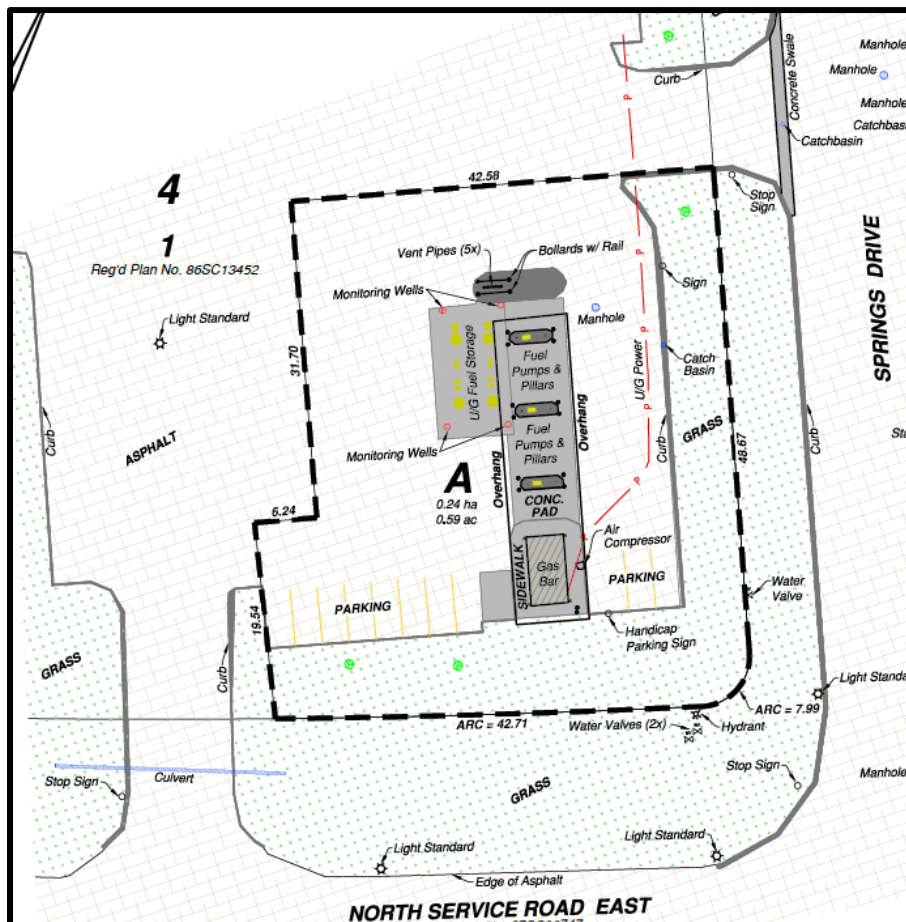 Curb
Concrete Swale
Manhole
Manhole
Manhole
Catchbasin
Catchbasin
P
4
1
Reg'd Plan No. 86SC13452
42.58
Stop
Sign
Vent Pipes (5x)
Bollards w/ Rail
Sign
SPRINGS DRIVE
Monitoring Wells
Light Standard
Manhole
U/G Fuel Storage
Fuel
Pumps &
Pillars
U/G Power
Catch
Basin
31.70
P
Curb
ASPHALT
Overhang
Fuel
Pumps &
Pillars
Curb
GRASS
48.67
Curb
Sta
Monitoring Wells
A
0.24 ha
0.59 ac
Overhang
P
P
CONC.
PAD
6.24
Air
Compressor
SIDEWALK
Gas
Bar
PARKING
PARKING
Water
Valve
19.54
Handicap
Parking Sign
GRASS
Curb
Light Standa
ARC = 7.99
ARC = 42.71
Water Valves (2x)
Hydrant
Culvert
Stop Sign
GRASS
Stop Sign
Manhole
Light Standard
Light Standard
Edge of Asphalt
NORTH SERVICE ROAD EAST